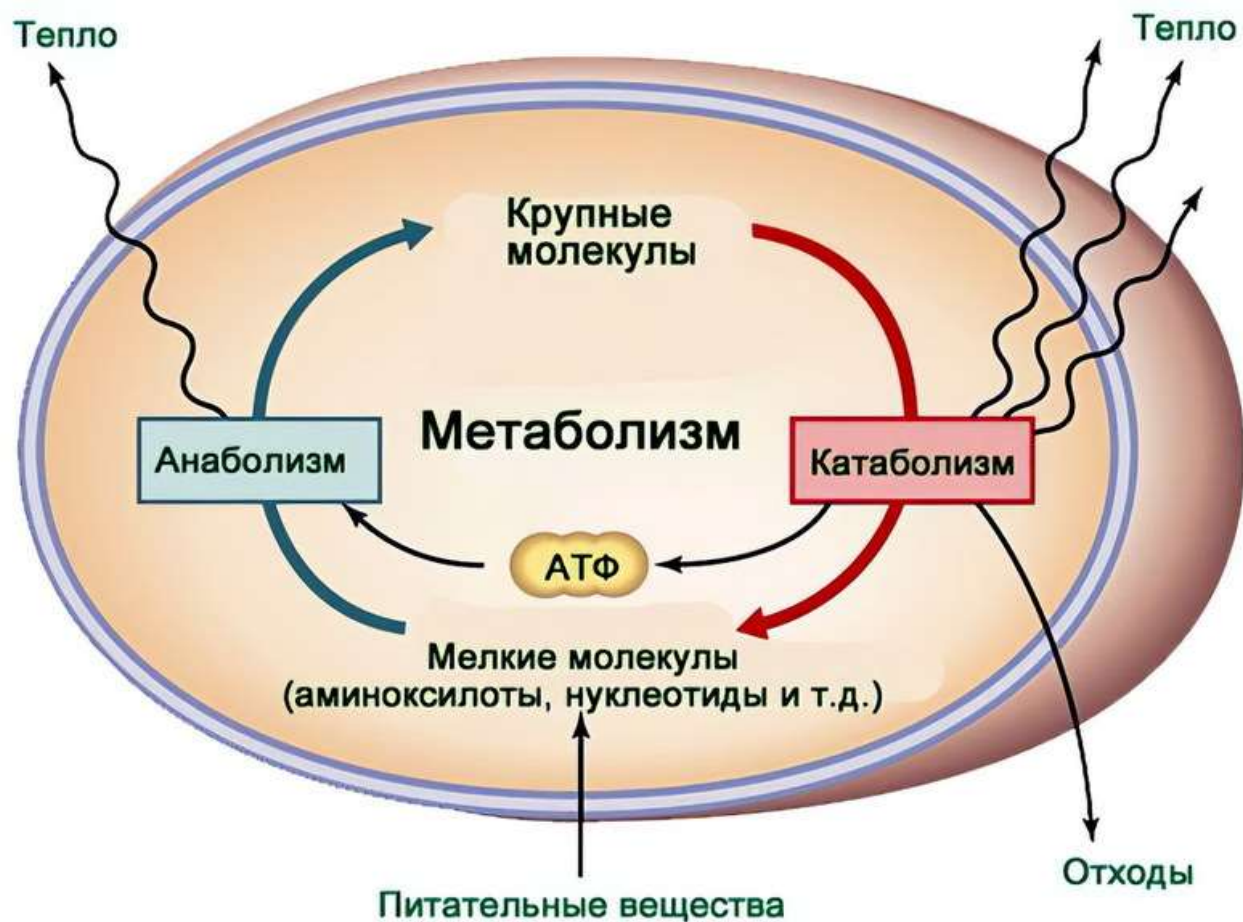 Тепло
Тепло
Крупные
молекулы
Метаболизм
Анаболизм
Катаболизм
АТФ
Мелкие молекулы
(аминоксилоты, нуклеотиды и т.д.)
Отходы
Питательные вещества